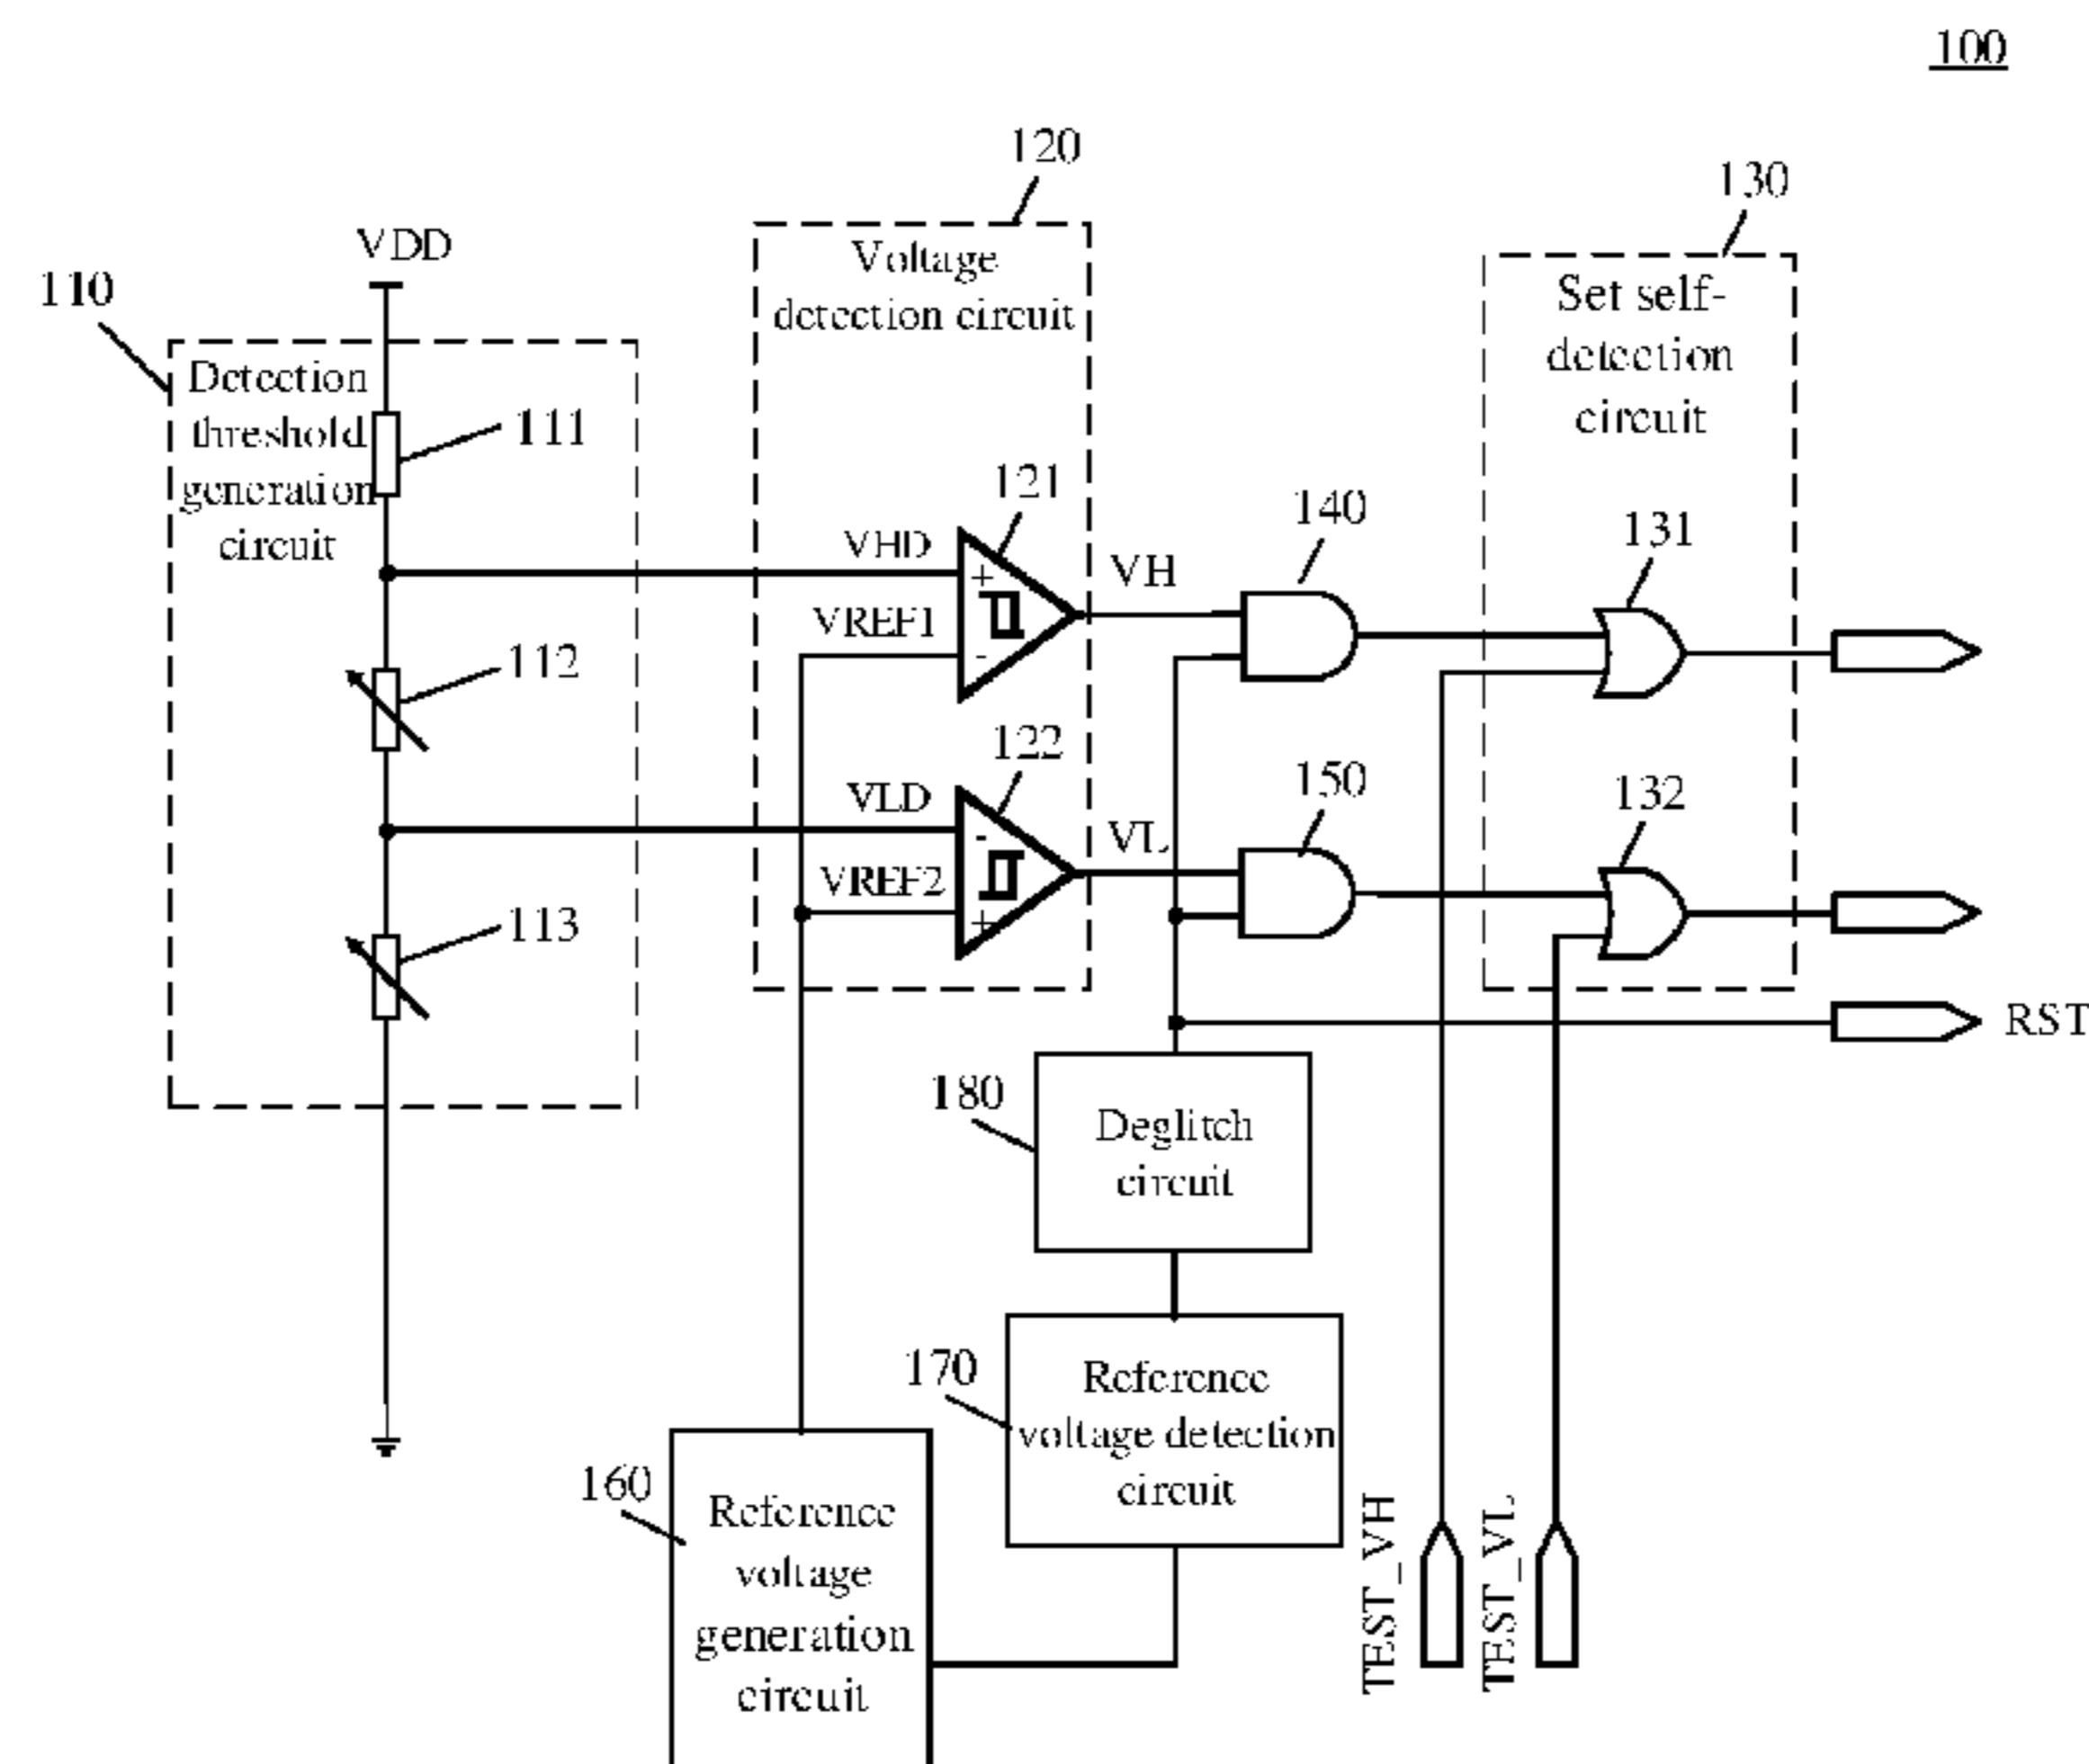 100
120
130
VDD
110
Voltage
detection circuit
Set self-
detection
circuit
Detection
threshold
generation
circuit
111
121
140
131
VHD
+
VH
VREF1
-
112
122
150
132
VLD
-
VL
VREF2
+
113
RST
180
Deglitch
circuit
170
Reference
voltage detection
circuit
160
Reference
voltage
generation
circuit
TEST_VH
TEST_VL